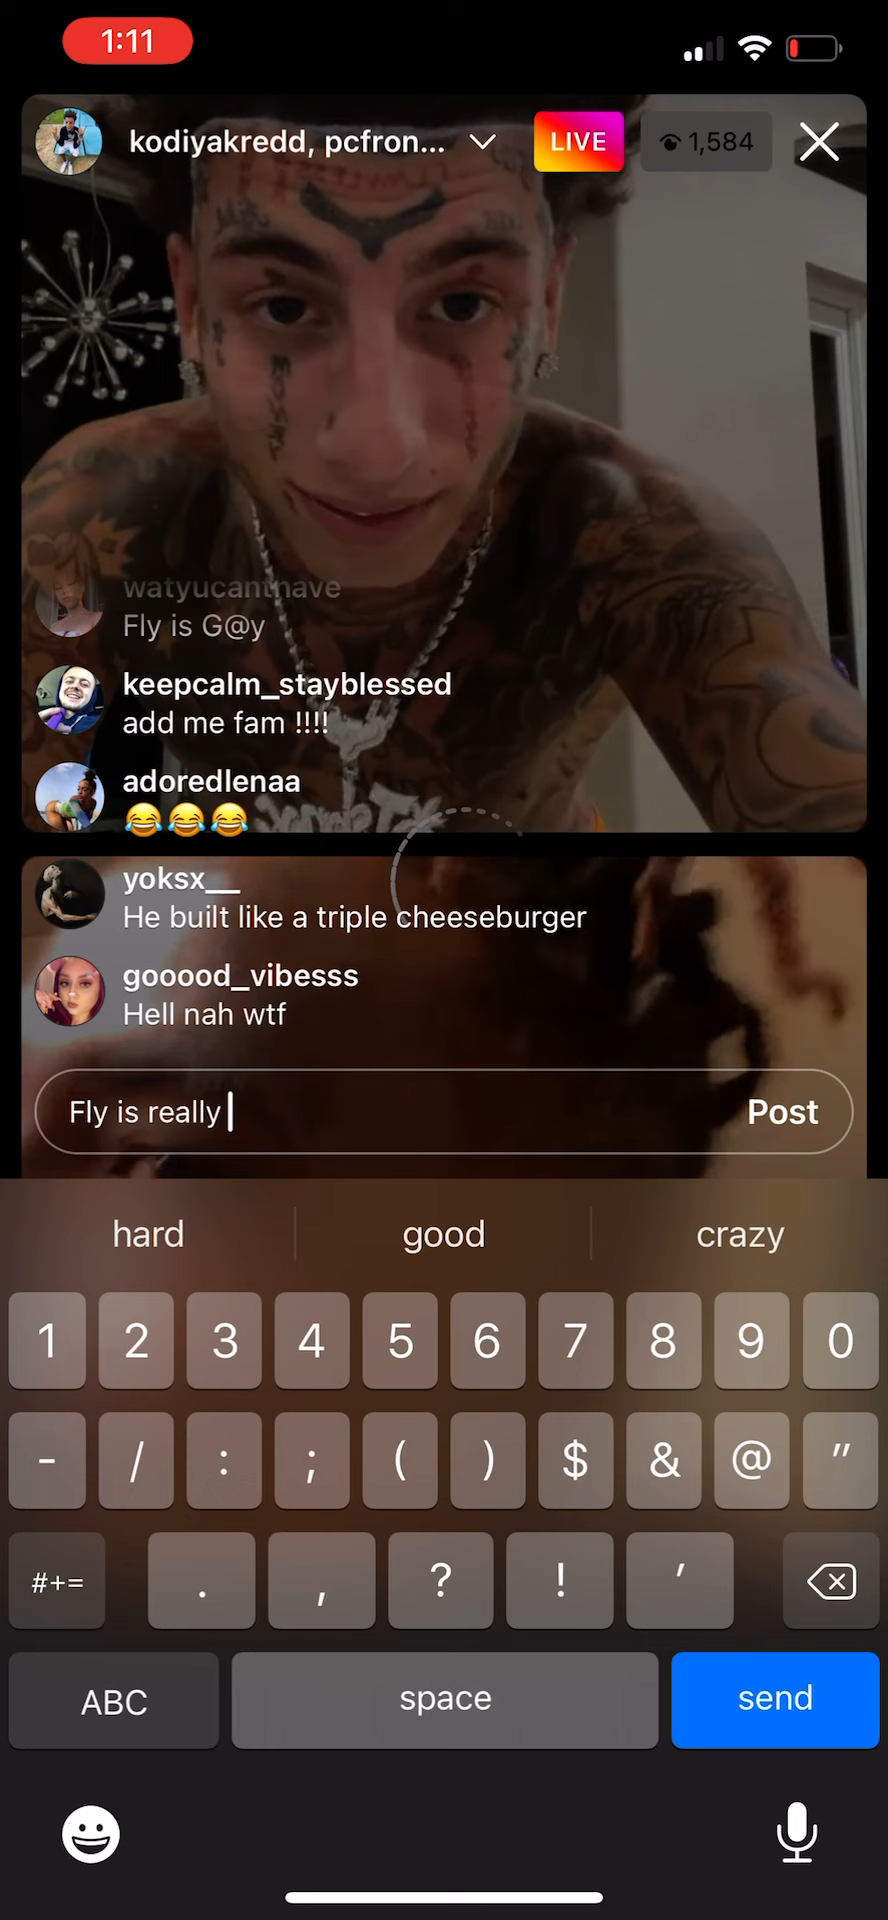 1:11
kodiyakredd, pcfron...
LIVE
1,584
watyucanthave
Fly is G@y
keepcalm_stayblessed
add me fam !!!!
adoredlenaa
😂😂😂
yoksx__
He built like a triple cheeseburger
gooood_vibesss
Hell nah wtf
Fly is really
Post
hard good crazy
1 2 3 4 5 6 7 8 9 0
- / : ; ( ) $ & @ "
#+= . , ? ! '
ABC space send